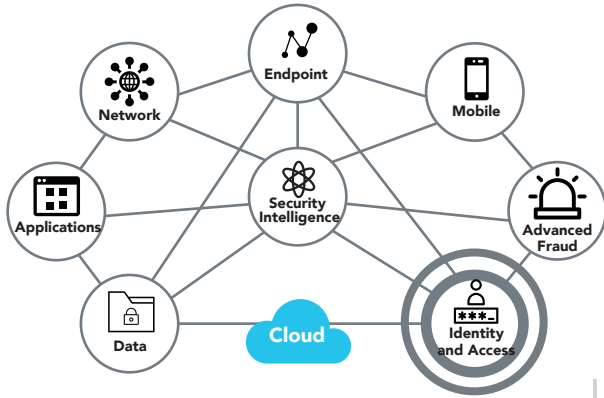 Endpoint
Network
Mobile
Security
Intelligence
Applications
Advanced
Fraud
Data
Cloud
***_
Identity
and Access